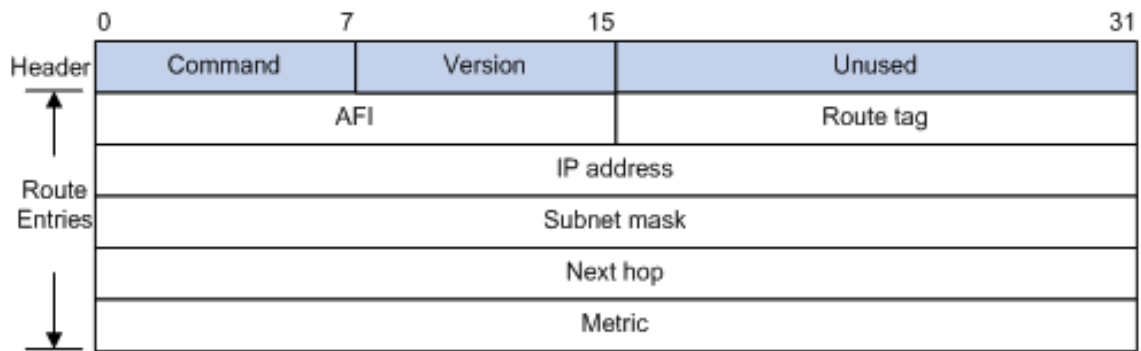 0 7 15 31
Header Command Version Unused
AFI Route tag
IP address
Route
Entries
Subnet mask
Next hop
Metric